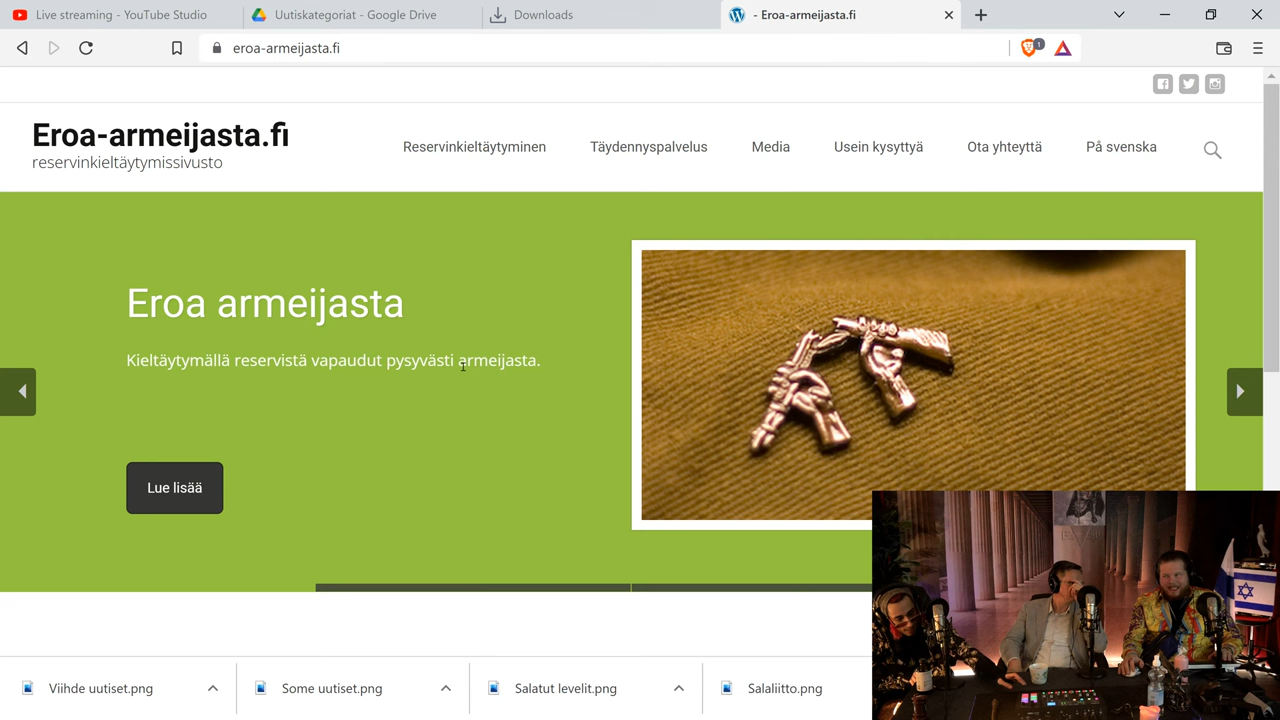 Live streaming - YouTube Studio
Uutiskategoriat - Google Drive
Downloads
- Eroa-armeijasta.fi
eroa-armeijasta.fi
1
Eroa-armeijasta.fi
reservinkieltäytymissivusto
Reservinkieltäytyminen
Täydennyspalvelus
Media
Usein kysyttyä
Ota yhteyttä
På svenska
Eroa armeijasta
Kieltäytymällä reservistä vapaudut pysyvästi armeijasta.
Lue lisää
Viihde uutiset.png
Some uutiset.png
Salatut levelit.png
Salaliitto.png